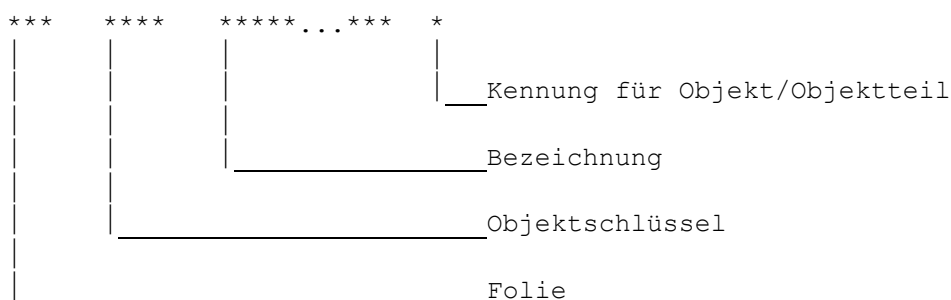 *** **** *****...*** *
Kennung für Objekt/Objektteil
Bezeichnung
Objektschlüssel
Folie